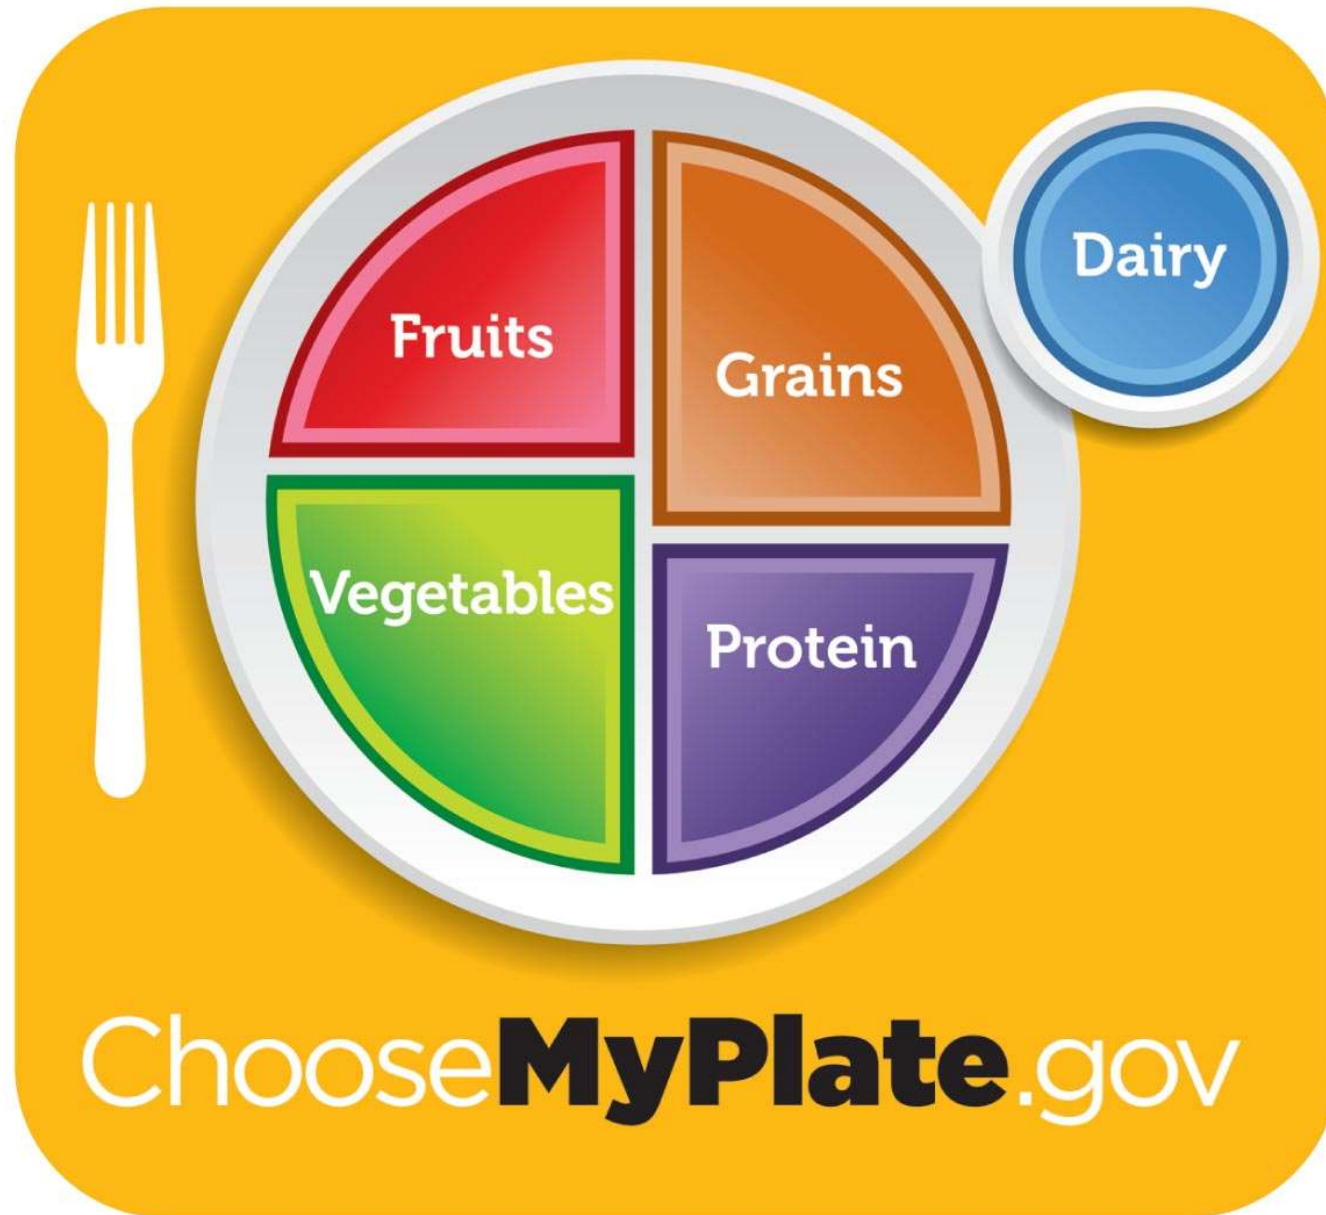 Fruits
Grains
Dairy
Vegetables
Protein
ChooseMyPlate.gov